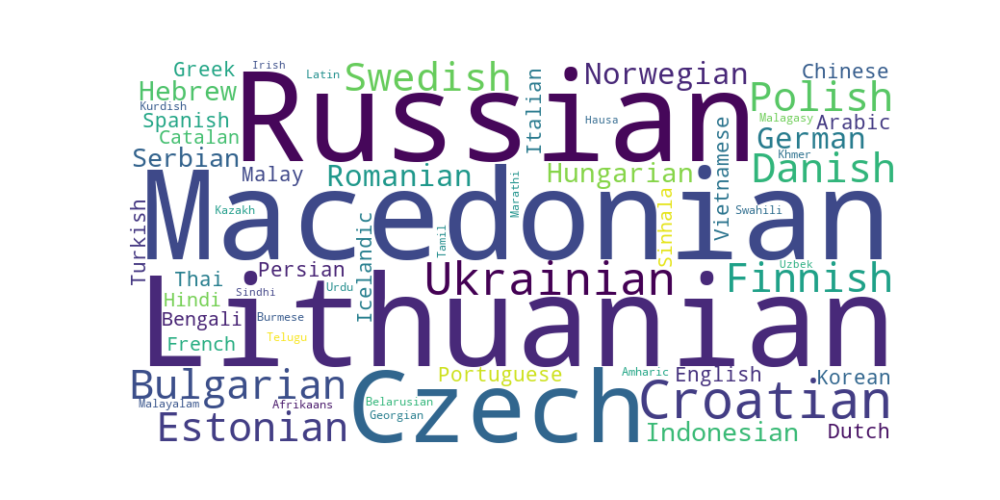 Russian
Macedonian
Lithuanian
Czech
Ukrainian
Croatian
Bulgarian
Estonian
Finnish
Danish
Polish
Swedish
Norwegian
Greek
Irish
Latin
Hebrew
Kurdish
Spanish
Catalan
Serbian
Malay
Romanian
Italian
Hausa
Hungarian
Chinese
Malagasy
Arabic
German
Khmer
Vietnamese
Marathi
Sinhala
Swahili
Kazakh
Turkish
Icelandic
Tamil
Persian
Thai
Uzbek
Hindi
Sindhi
Urdu
Bengali
Burmese
French
Telugu
Portuguese
Amharic
English
Korean
Malayalam
Afrikaans
Belarusian
Georgian
Indonesian
Dutch